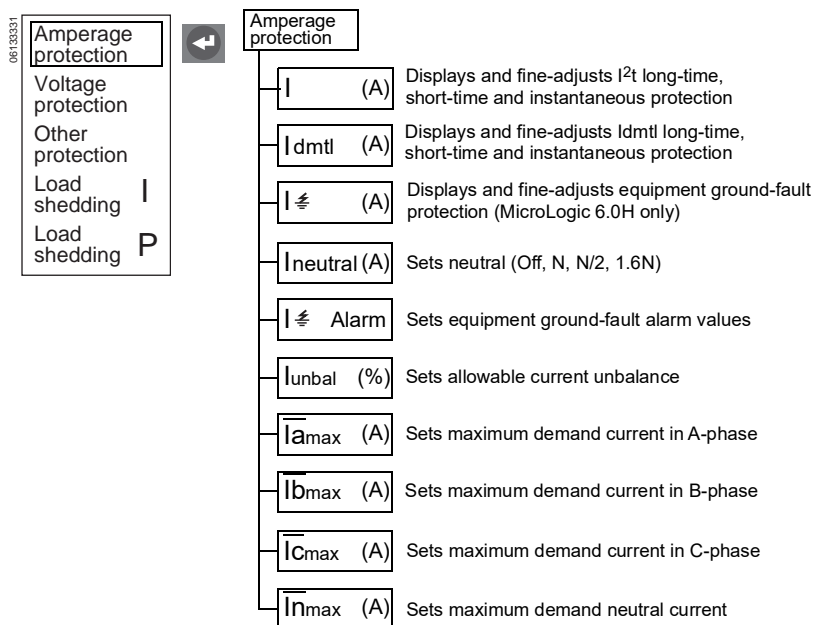 06133331
Amperage
protection
Voltage
protection
Other
protection
Load
shedding I
Load
shedding P
Amperage
protection
I (A)
Displays and fine-adjusts I2t long-time,
short-time and instantaneous protection
Idmtl (A)
Displays and fine-adjusts Idmtl long-time,
short-time and instantaneous protection
I⏚ (A)
Displays and fine-adjusts equipment ground-fault
protection (MicroLogic 6.0H only)
Ineutral (A)
Sets neutral (Off, N, N/2, 1.6N)
I⏚ Alarm
Sets equipment ground-fault alarm values
Iunbal (%)
Sets allowable current unbalance
Iamax (A)
Sets maximum demand current in A-phase
Ibmax (A)
Sets maximum demand current in B-phase
Icmax (A)
Sets maximum demand current in C-phase
Inmax (A)
Sets maximum demand neutral current